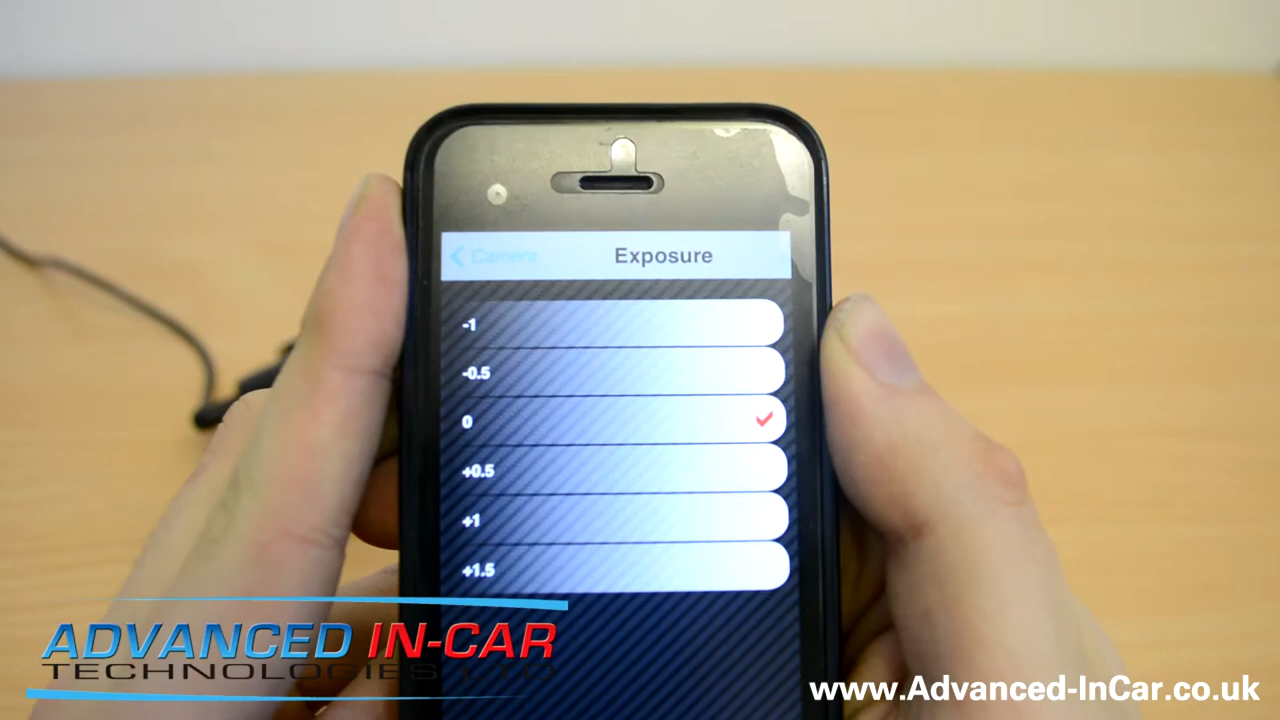 Camera
Exposure
-1
-0.5
0
+0.5
+1
+1.5
ADVANCED IN-CAR
TECHNOLOGIES LTD
www.Advanced-InCar.co.uk